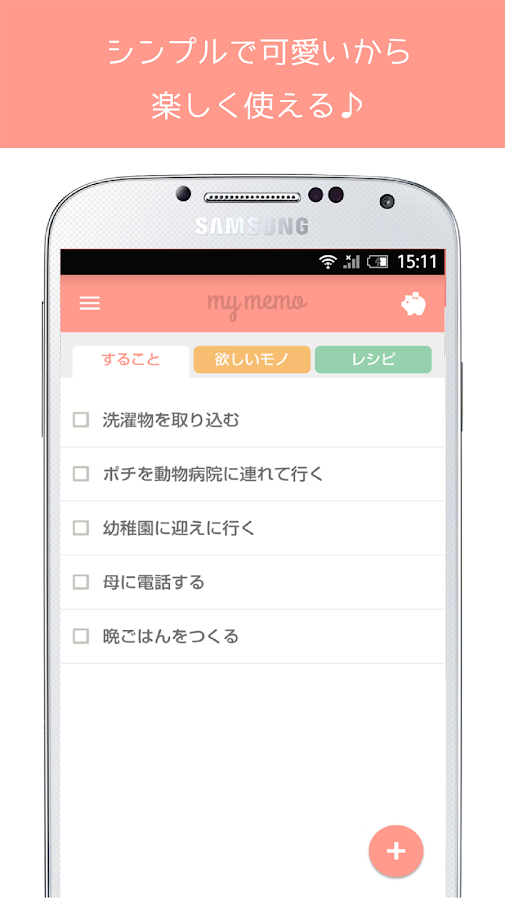 シンプルで可愛いから
楽しく使える♪
SAMSUNG
15:11
my memo
すること
欲しいモノ
レシピ
洗濯物を取り込む
ポチを動物病院に連れて行く
幼稚園に迎えに行く
母に電話する
晩ごはんをつくる